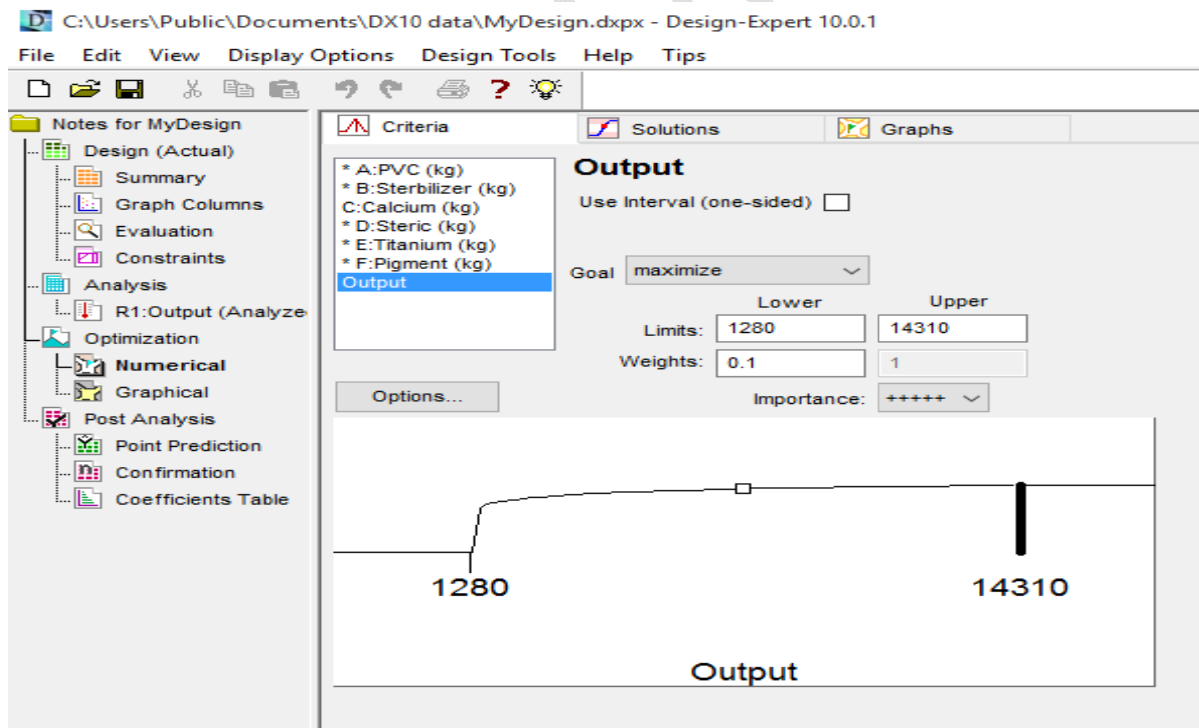 C:\Users\Public\Documents\DX10 data\MyDesign.dxpx - Design-Expert 10.0.1
File Edit View Display Options Design Tools Help Tips
Notes for MyDesign
Design (Actual)
Summary
Graph Columns
Evaluation
Constraints
Analysis
R1:Output (Analyze
Optimization
Numerical
Graphical
Post Analysis
Point Prediction
Confirmation
Coefficients Table
Criteria Solutions Graphs
* A:PVC (kg)
* B:Sterbilizer (kg)
C:Calcium (kg)
* D:Steric (kg)
* E:Titanium (kg)
* F:Pigment (kg)
Output
Options...
Output
Use Interval (one-sided)
Goal maximize
Lower Upper
Limits: 1280 14310
Weights: 0.1 1
Importance: +++++
1280 14310
Output